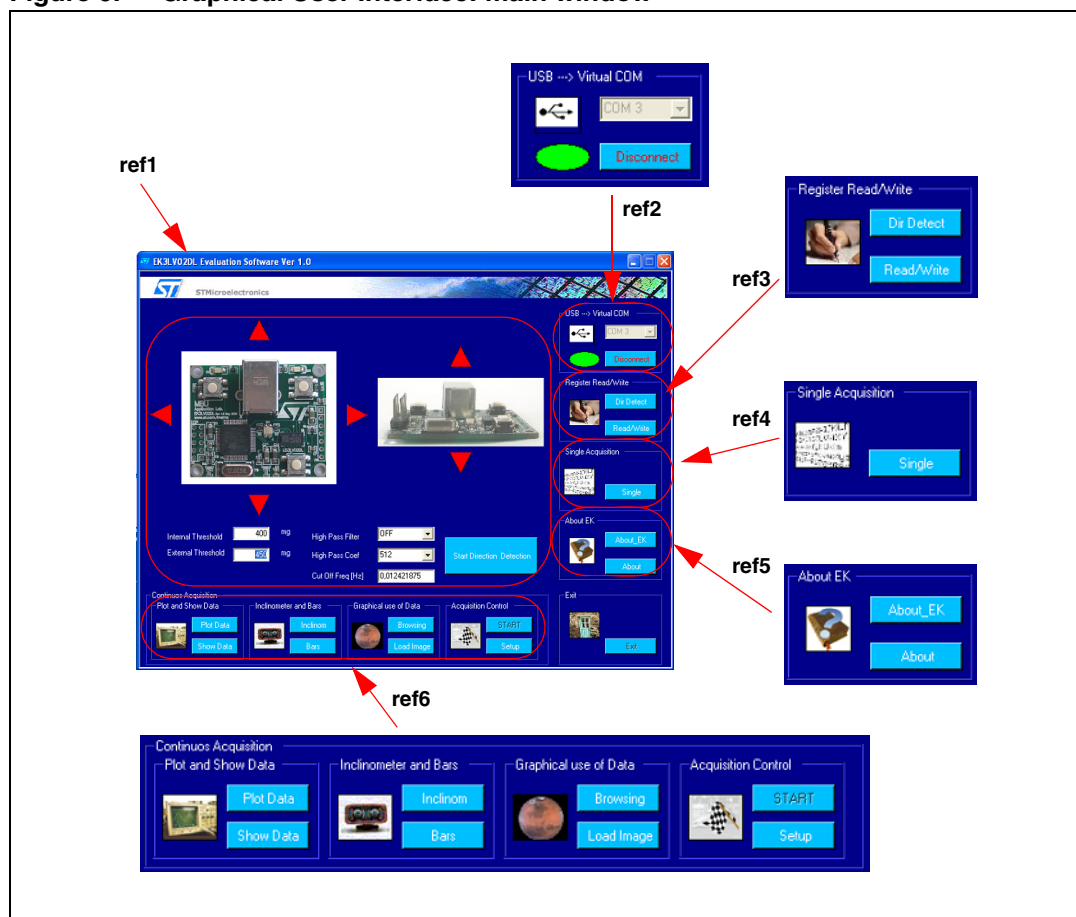 USB ---> Virtual COM
COM 3
Disconnect
ref1
ref2
Register Read/Write
Dir Detect
Read/Write
ref3
EK3LV02DL Evaluation Software Ver 1.0
ST
STMicroelectronics
USB ---> Virtual COM
COM 3
Disconnect
Register Read/Write
Dir Detect
Read/Write
Single Acquisition
Single
ref4
Single Acquisition
Single
MSU
Application Lab.
Internal Threshold
400
mg
High Pass Filter
OFF
External Threshold
450
mg
High Pass Coef
512
Start Direction Detection
Cut Off Freq [Hz]
0,012421875
About EK
About_EK
About
ref5
About EK
About_EK
About
Continuos Acquisition
Plot and Show Data
Plot Data
Show Data
Inclinometer and Bars
Inclinom
Bars
Graphical use of Data
Browsing
Load Image
Acquisition Control
START
Setup
Exit
Exit
ref6
Continuos Acquisition
Plot and Show Data
Plot Data
Show Data
Inclinometer and Bars
Inclinom
Bars
Graphical use of Data
Browsing
Load Image
Acquisition Control
START
Setup